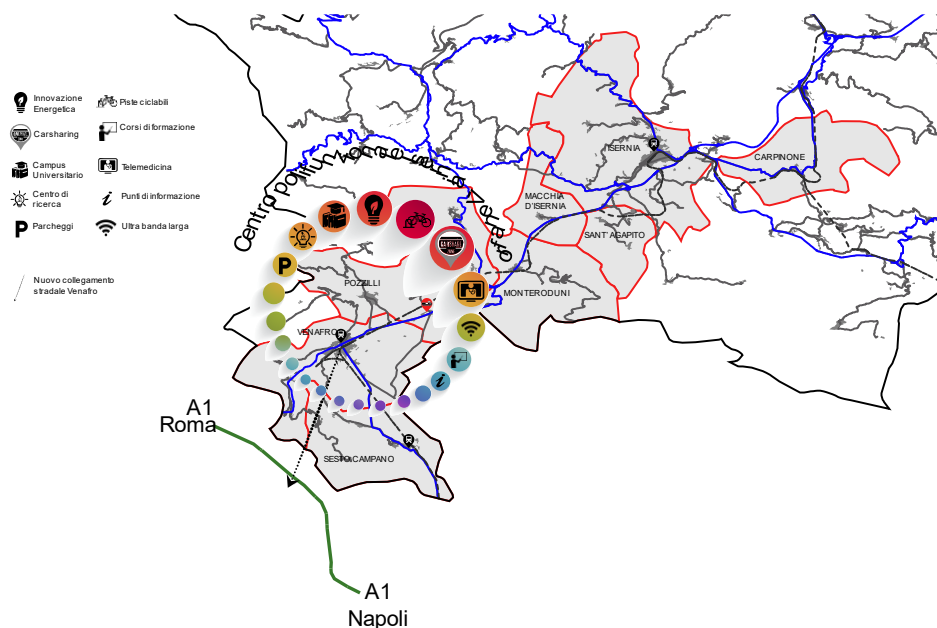 Innovazione
Energetica
Piste ciclabili
Carsharing
Corsi di formazione
Campus
Universitario
Telemedicina
Centro di
ricerca
Punti di informazione
P
Parcheggi
Ultra banda larga
Nuovo collegamento
stradale Venafro
Centro Venafro
ISERNIA
CARPINONE
MACCHIA
D'ISERNIA
SANT'AGAPITO
MONTERODUNI
P
POZZILLI
VENAFRO
SESTO CAMPANO
A1
Roma
A1
Napoli